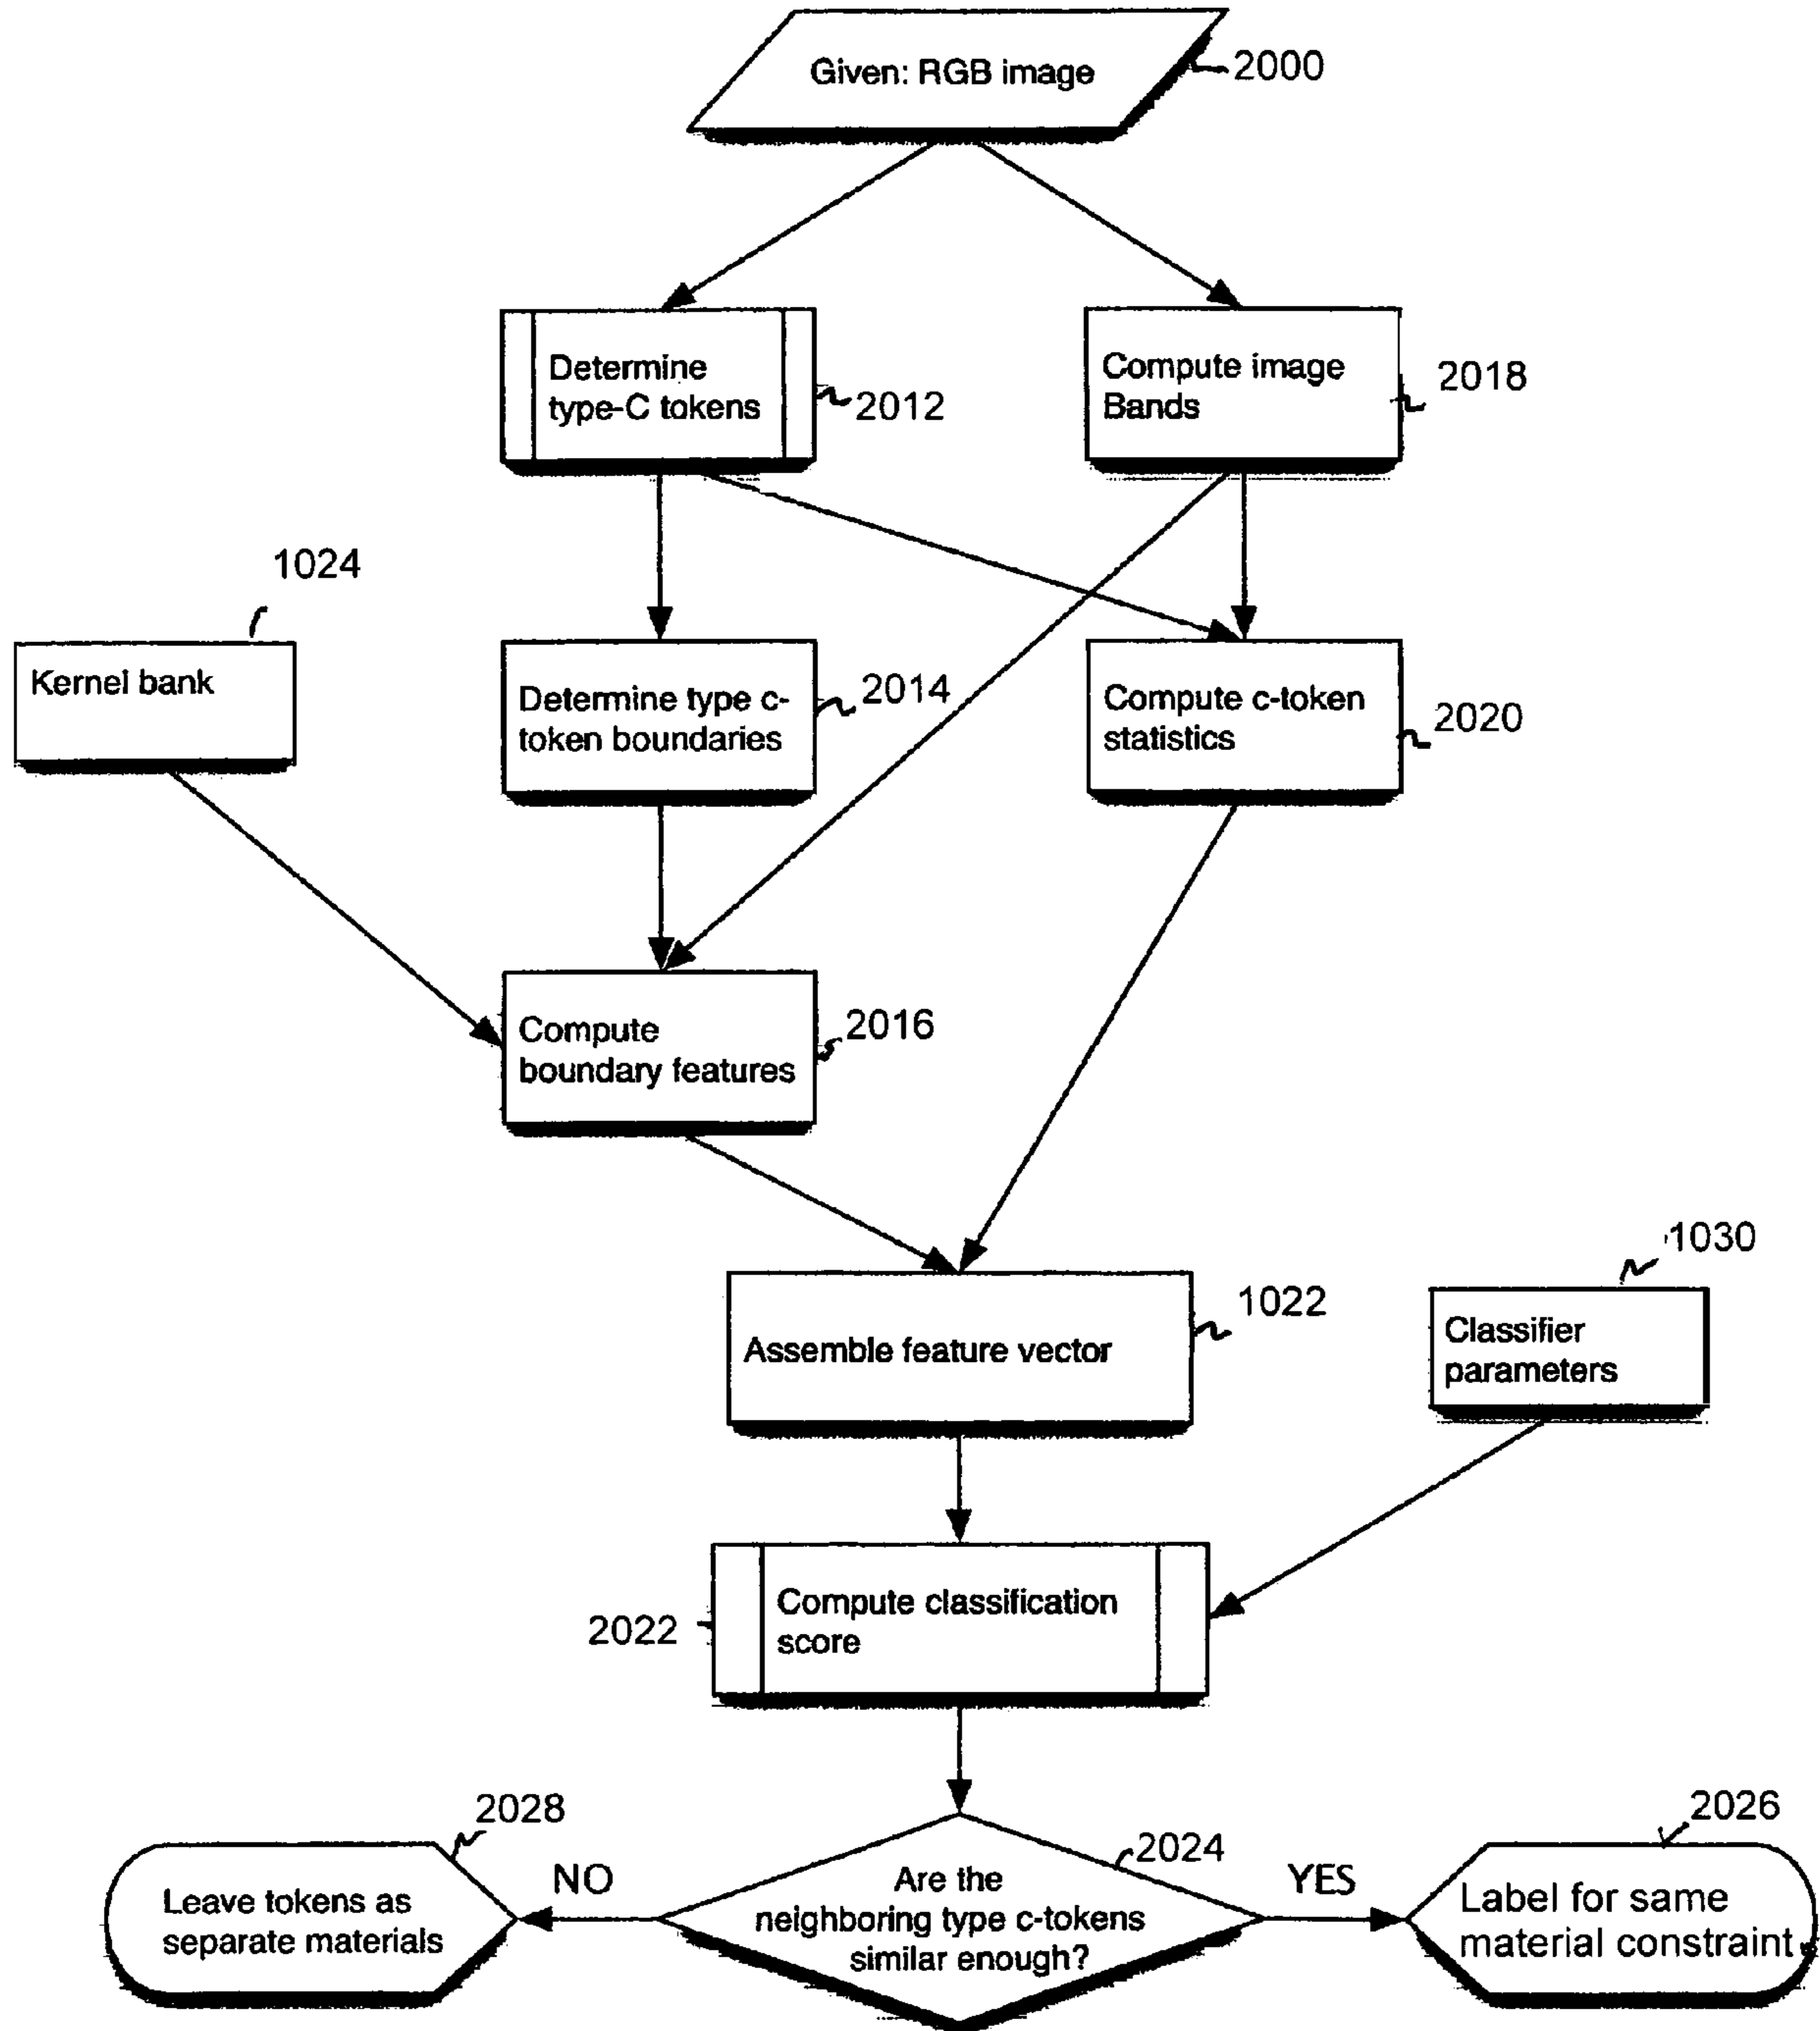 Given: RGB image
2000
Determine
type-C tokens
2012
Compute image
Bands
2018
1024
Kernel bank
Determine type c-
token boundaries
2014
Compute c-token
statistics
2020
Compute
boundary features
2016
Assemble feature vector
1022
1030
Classifier
parameters
2022
Compute classification
score
2028
Leave tokens as
separate materials
NO
2024
Are the
neighboring type c-tokens
similar enough?
YES
2026
Label for same
material constraint